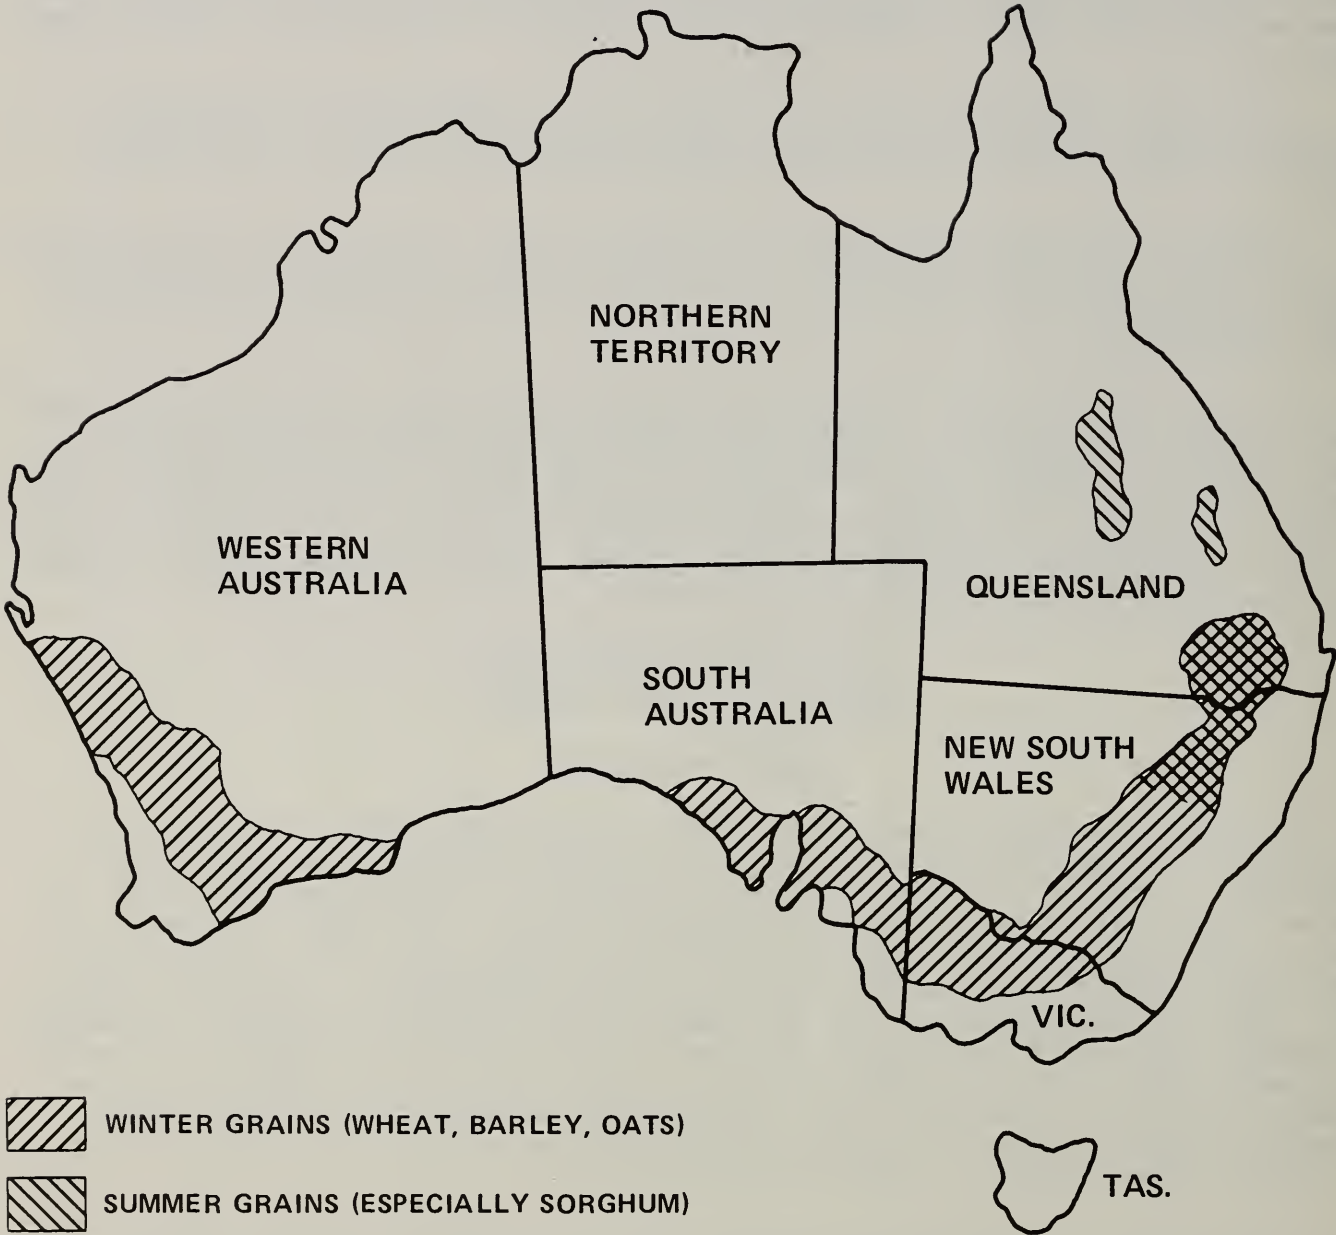 NORTHERN
TERRITORY
WESTERN
AUSTRALIA
QUEENSLAND
SOUTH
AUSTRALIA
NEW SOUTH
WALES
VIC.
WINTER GRAINS (WHEAT, BARLEY, OATS)
TAS.
SUMMER GRAINS (ESPECIALLY SORGHUM)